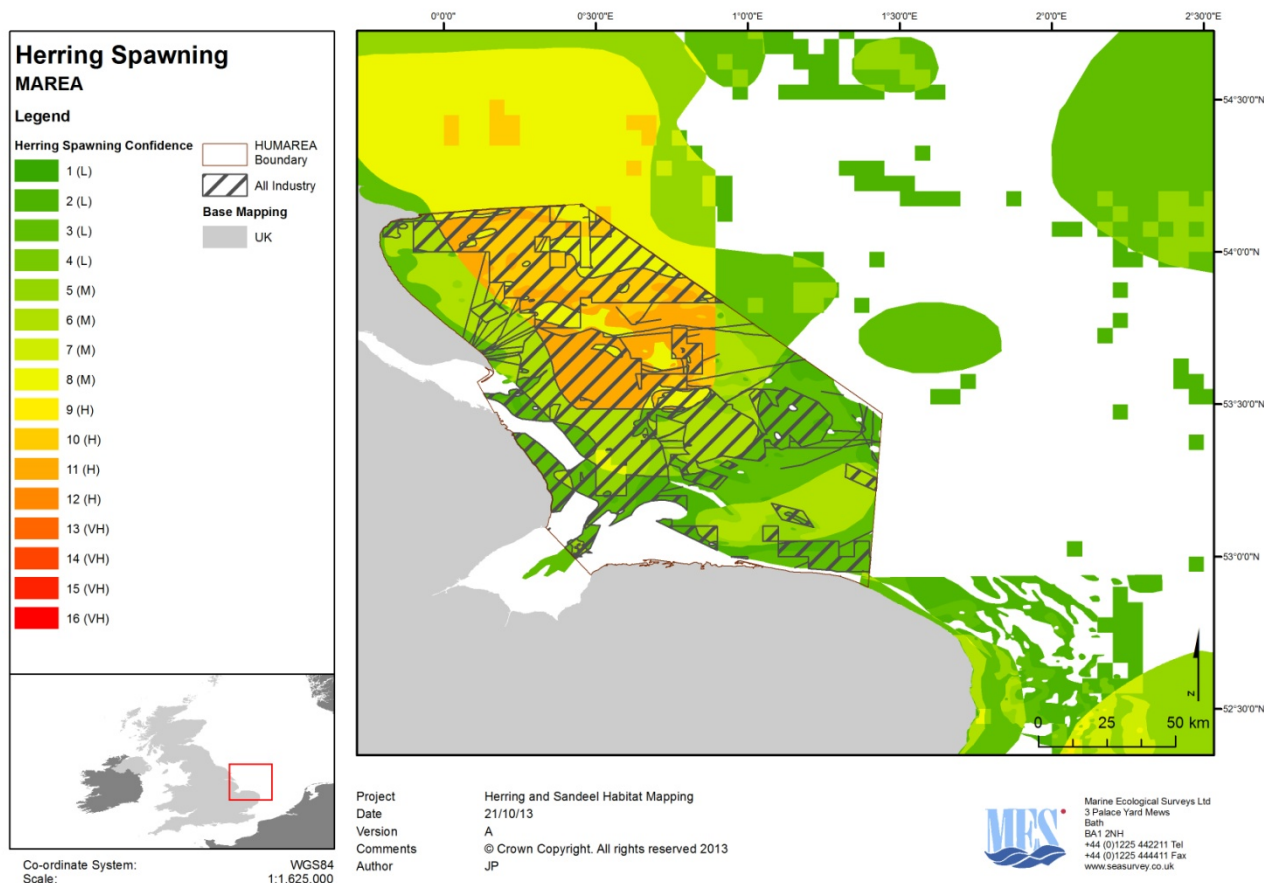 Herring Spawning
MAREA
Legend
Herring Spawning Confidence
1 (L)
2 (L)
3 (L)
4 (L)
5 (M)
6 (M)
7 (M)
8 (M)
9 (H)
10 (H)
11 (H)
12 (H)
13 (VH)
14 (VH)
15 (VH)
16 (VH)
HUMAREA
Boundary
All Industry
Base Mapping
UK
Co-ordinate System: WGS84
Scale: 1:1,625,000
0°0'0" 0°30'0"E 1°0'0"E 1°30'0"E 2°0'0"E 2°30'0"E
54°30'0"N
54°0'0"N
53°30'0"N
53°0'0"N
52°30'0"N
z
0 25 50 km
Project Herring and Sandeel Habitat Mapping
Date 21/10/13
Version A
Comments © Crown Copyright. All rights reserved 2013
Author JP
MES
Marine Ecological Surveys Ltd
3 Palace Yard Mews
Bath
BA1 2NH
+44 (0)1225 442211 Tel
+44 (0)1225 444411 Fax
www.seasurvey.co.uk